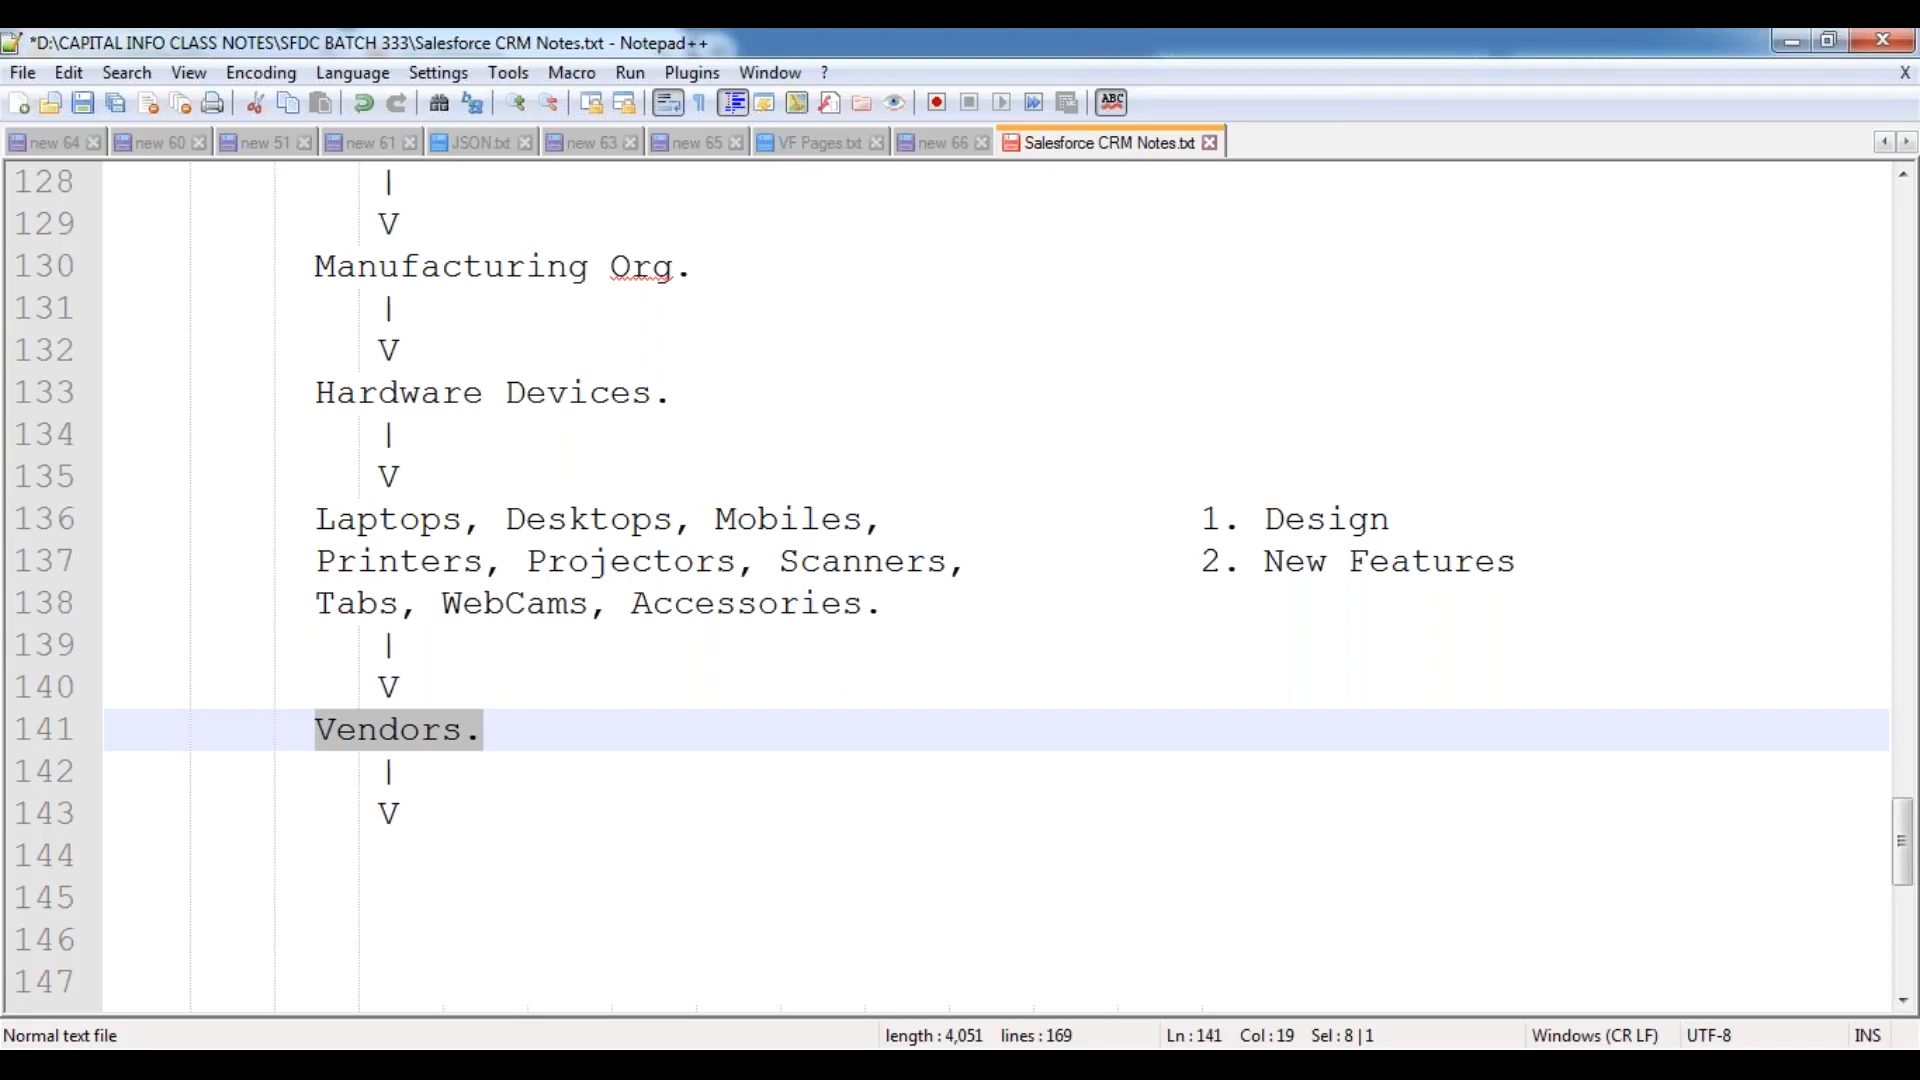 *D:\CAPITAL INFO CLASS NOTES\SFDC BATCH 333\Salesforce CRM Notes.txt - Notepad++
File Edit Search View Encoding Language Settings Tools Macro Run Plugins Window ? X
new 64 new 60 new 51 new 61 JSON.txt new 63 new 65 VF Pages.txt new 66 Salesforce CRM Notes.txt
128 |
129 V
130 Manufacturing Org.
131 |
132 V
133 Hardware Devices.
134 |
135 V
136 Laptops, Desktops, Mobiles, 1. Design
137 Printers, Projectors, Scanners, 2. New Features
138 Tabs, WebCams, Accessories.
139 |
140 V
141 Vendors.
142 |
143 V
144
145
146
147
Normal text file length : 4,051 lines : 169 Ln : 141 Col : 19 Sel : 8 | 1 Windows (CR LF) UTF-8 INS